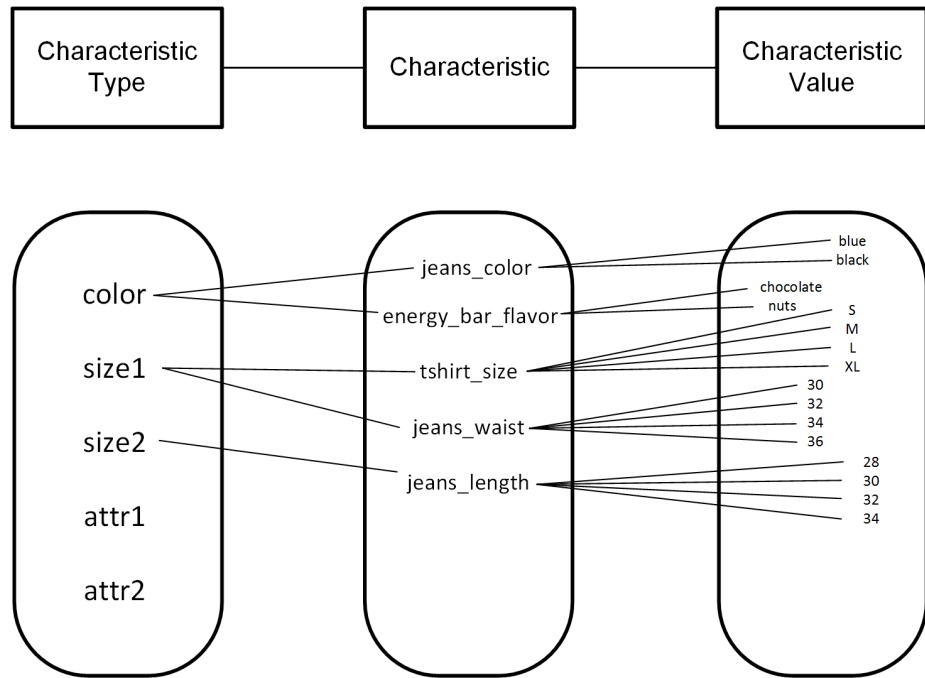 Characteristic
Type
Characteristic
Characteristic
Value
color
size1
size2
attr1
attr2
jeans_color
energy_bar_flavor
tshirt_size
jeans_waist
jeans_length
blue
black
chocolate
nuts
S
M
L
XL
30
32
34
36
28
30
32
34